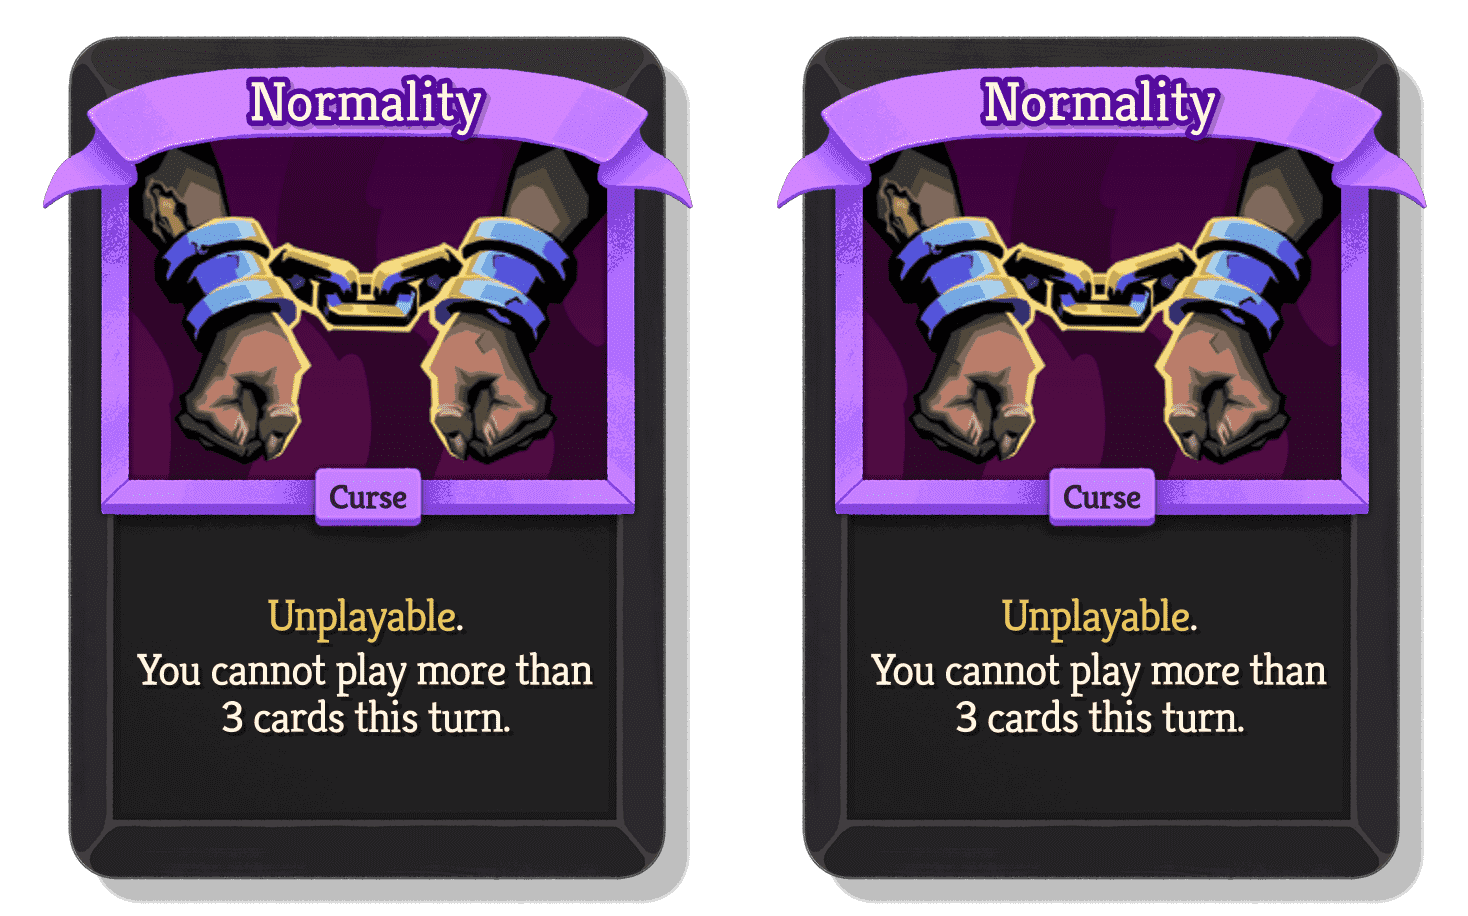 Normality
Curse
Unplayable.
You cannot play more than
3 cards this turn.
Normality
Curse
Unplayable.
You cannot play more than
3 cards this turn.